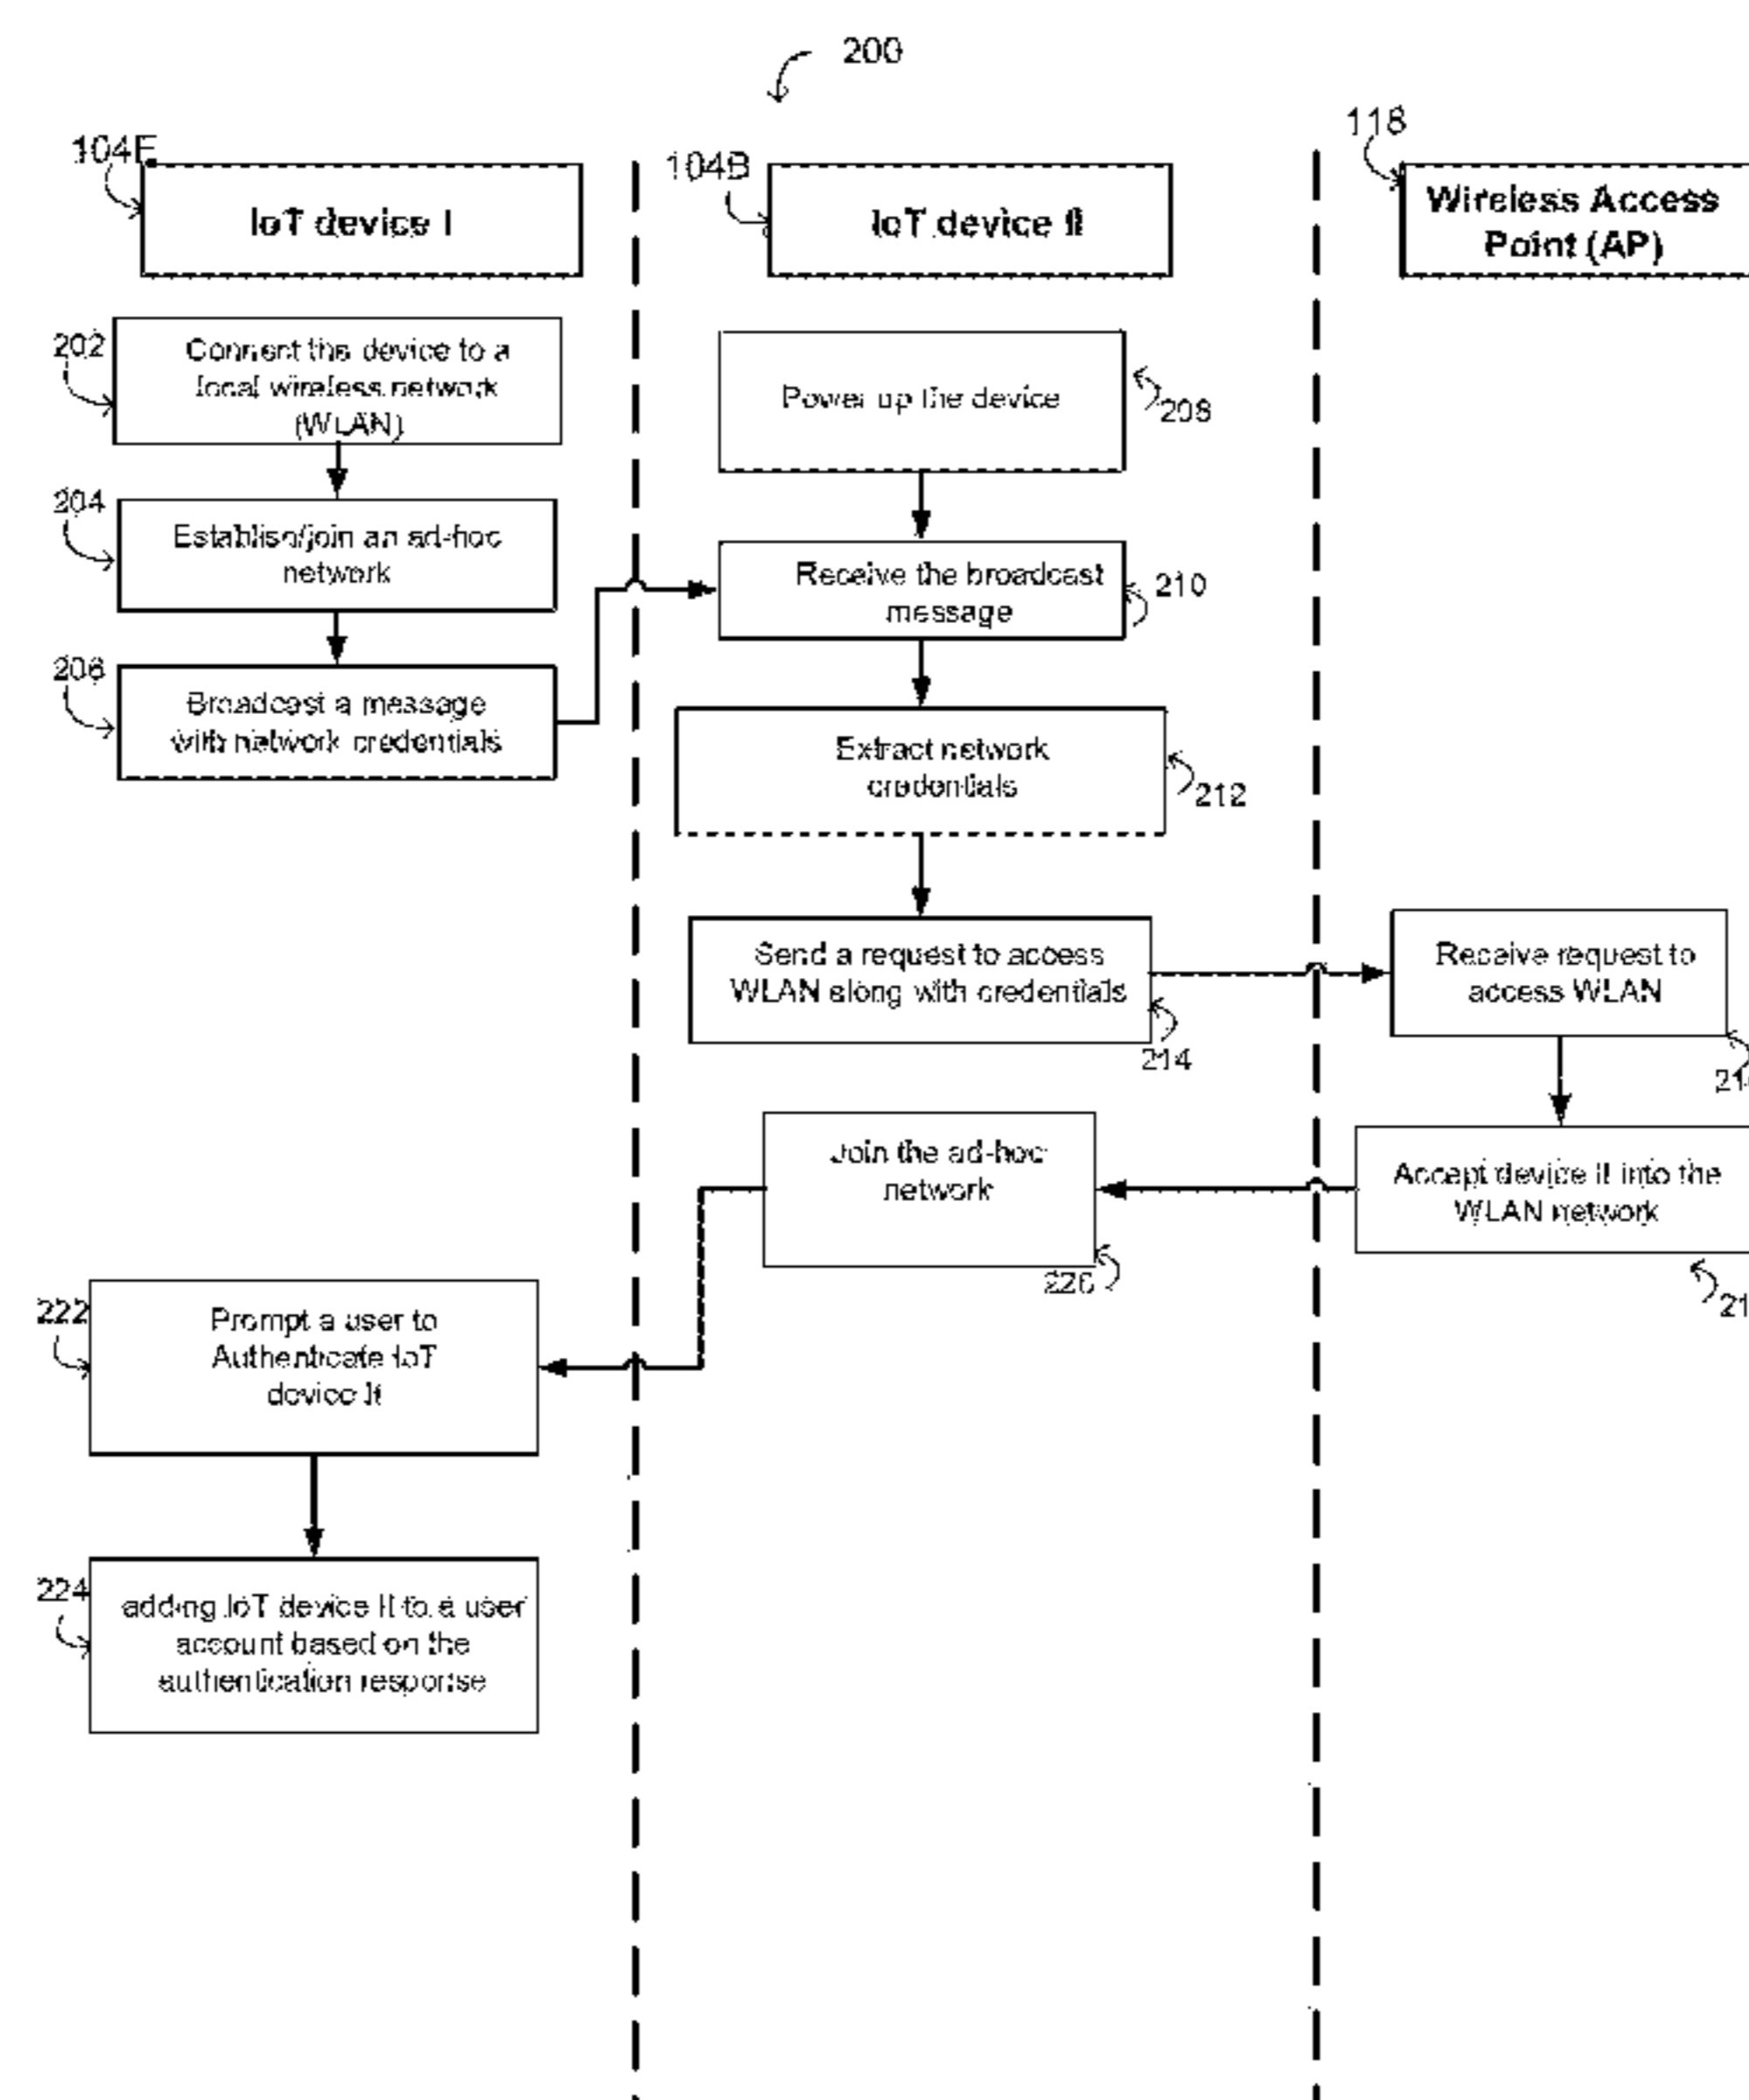 200
104E
IoT device I
104B
IoT device II
118
Wireless Access
Point (AP)
202
Connect the device to a
local wireless network
(WLAN)
204
Establish/join an ad-hoc
network
206
Broadcast a message
with network credentials
Power up the device
208
Receive the broadcast
message
210
Extract network
credentials
212
Send a request to access
WLAN along with credentials
214
Receive request to
access WLAN
Accept device II into the
WLAN network
Join the ad-hoc
network
220
222
Prompt a user to
Authenticate IoT
device II
224
adding IoT device II to a user
account based on the
authentication response